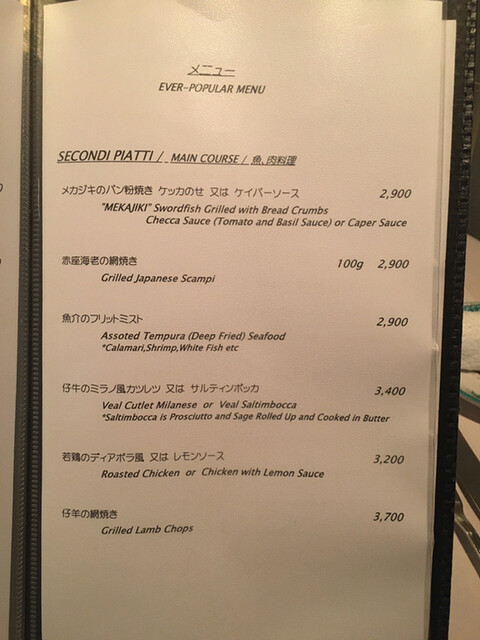 メニュー
EVER-POPULAR MENU
SECONDI PIATTI / MAIN COURSE / 魚、肉料理
メカジキのパン粉焼き ケッカのせ 又は ケイパーソース 2,900
"MEKAJIKI" Swordfish Grilled with Bread Crumbs
Checca Sauce (Tomato and Basil Sauce) or Caper Sauce
赤座海老の網焼き 100g 2,900
Grilled Japanese Scampi
魚介のフリットミスト 2,900
Assoted Tempura (Deep Fried) Seafood
*Calamari,Shrimp,White Fish etc
仔牛のミラノ風カツレツ 又は サルティンボッカ 3,400
Veal Cutlet Milanese or Veal Saltimbocca
*Saltimbocca is Prosciutto and Sage Rolled Up and Cooked in Butter
若鶏のディアボラ風 又は レモンソース 3,200
Roasted Chicken or Chicken with Lemon Sauce
仔羊の網焼き 3,700
Grilled Lamb Chops